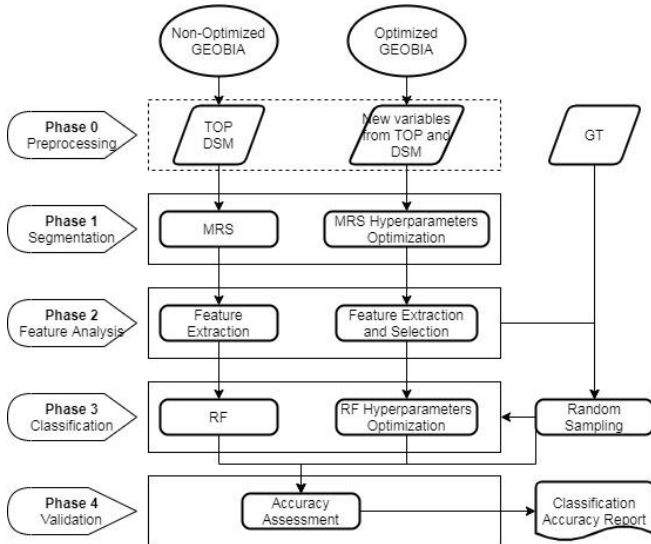 Non-Optimized
GEOBIA
Optimized
GEOBIA
Phase 0
Preprocessing
TOP
DSM
New variables
from TOP and
DSM
GT
Phase 1
Segmentation
MRS
MRS Hyperparameters
Optimization
Phase 2
Feature Analysis
Feature
Extraction
Feature Extraction
and Selection
Phase 3
Classification
RF
RF Hyperparameters
Optimization
Random
Sampling
Phase 4
Validation
Accuracy
Assessment
Classification
Accuracy Report